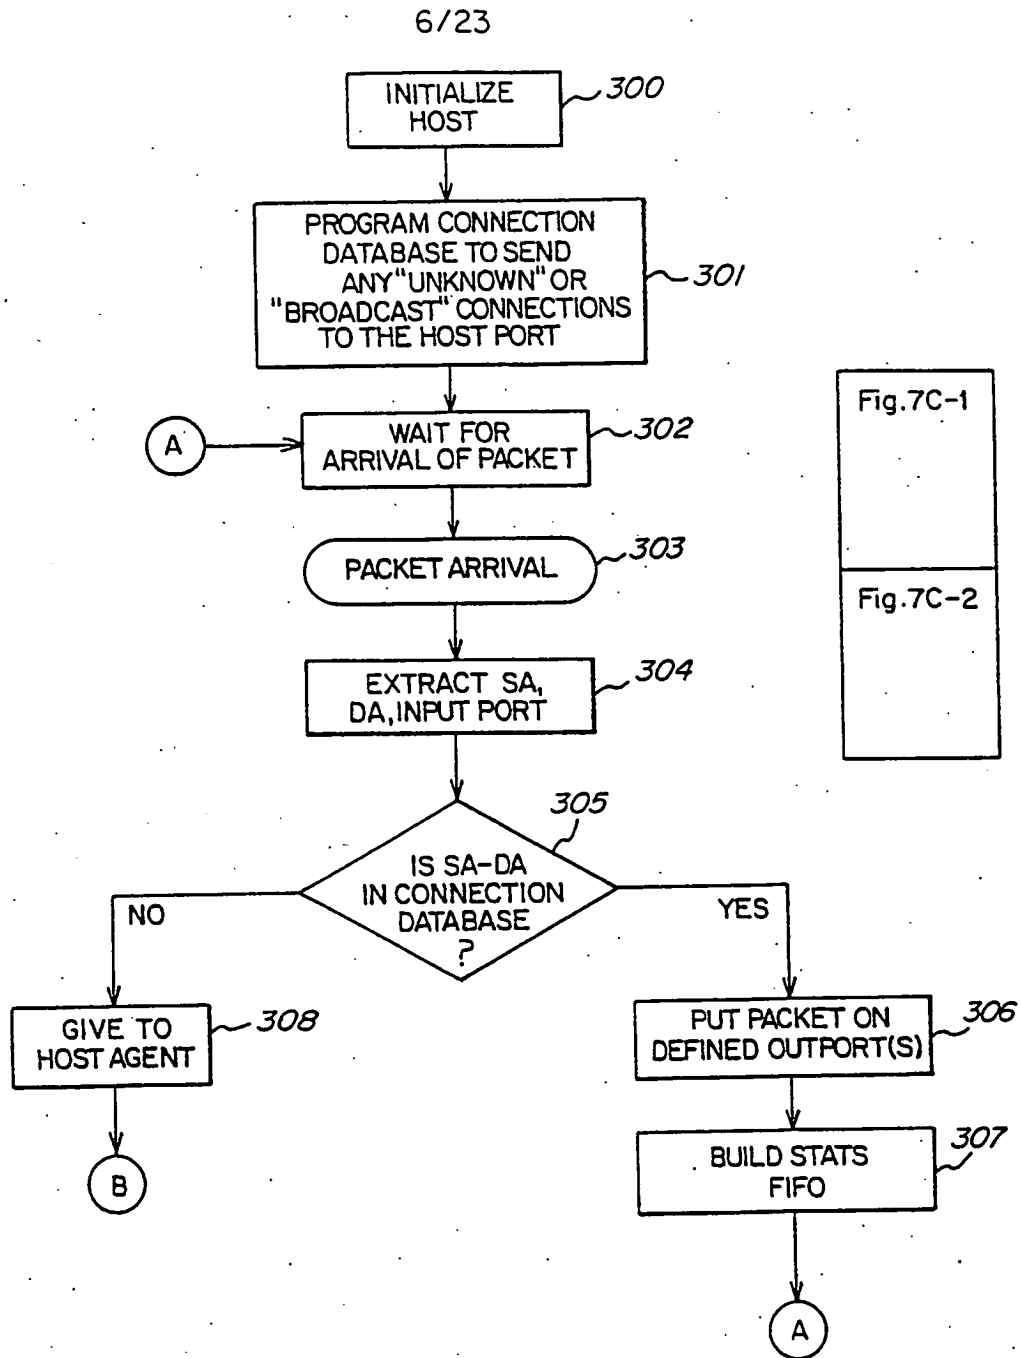 6/23
INITIALIZE
HOST
300
PROGRAM CONNECTION
DATABASE TO SEND
ANY "UNKNOWN" OR
"BROADCAST" CONNECTIONS
TO THE HOST PORT
301
A
WAIT FOR
ARRIVAL OF PACKET
302
PACKET ARRIVAL
303
EXTRACT SA,
DA, INPUT PORT
304
Fig.7C-1
Fig.7C-2
305
IS SA-DA
IN CONNECTION
DATABASE
?
NO
YES
GIVE TO
HOST AGENT
308
B
PUT PACKET ON
DEFINED OUTPORT(S)
306
BUILD STATS
FIFO
307
A